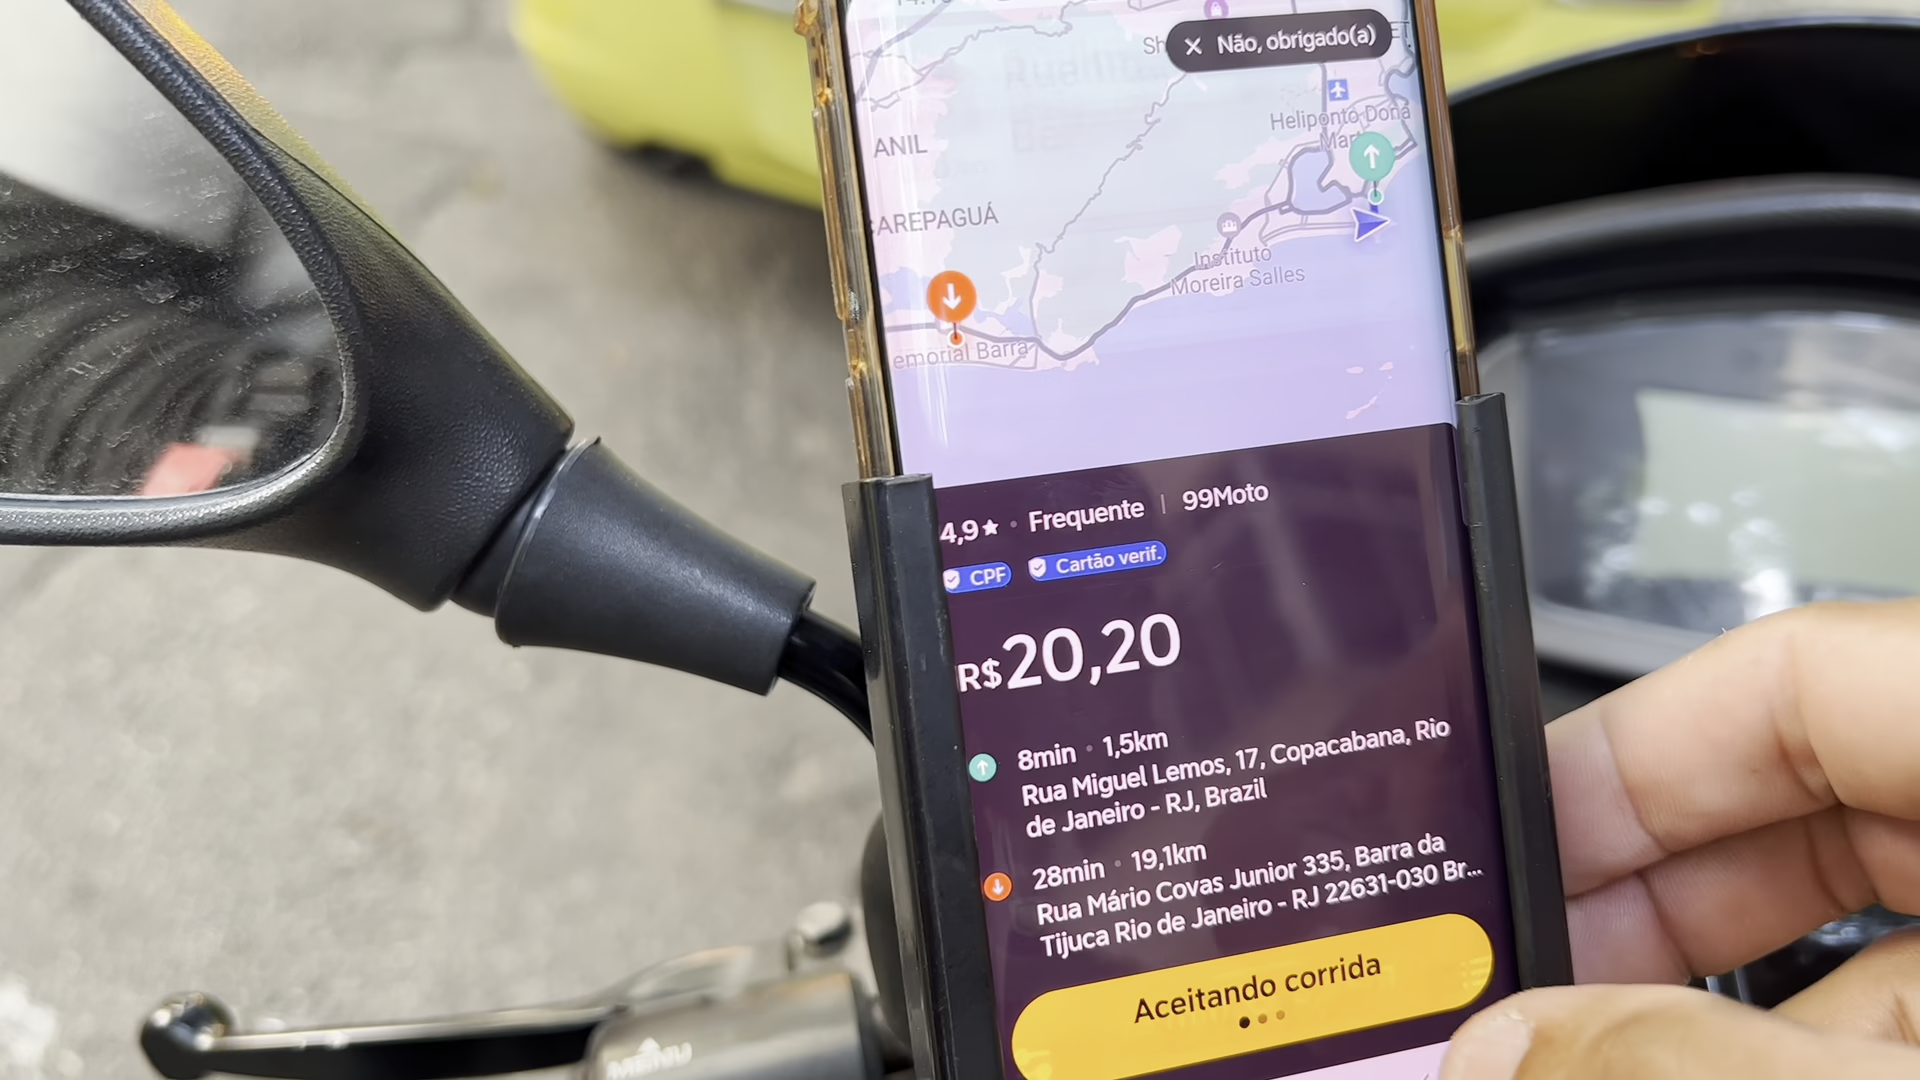 Não, obrigado(a)
Heliponto Dona
ANIL
AREPAGUÁ
Instituto
Moreira Salles
emorial Barra
4,9★ • Frequente | 99Moto
CPF Cartão verif.
R$20,20
8min • 1,5km
Rua Miguel Lemos, 17, Copacabana, Rio
de Janeiro - RJ, Brazil
28min • 19,1km
Rua Mário Covas Junior 335, Barra da
Tijuca Rio de Janeiro - RJ 22631-030 Br...
Aceitando corrida
MENU